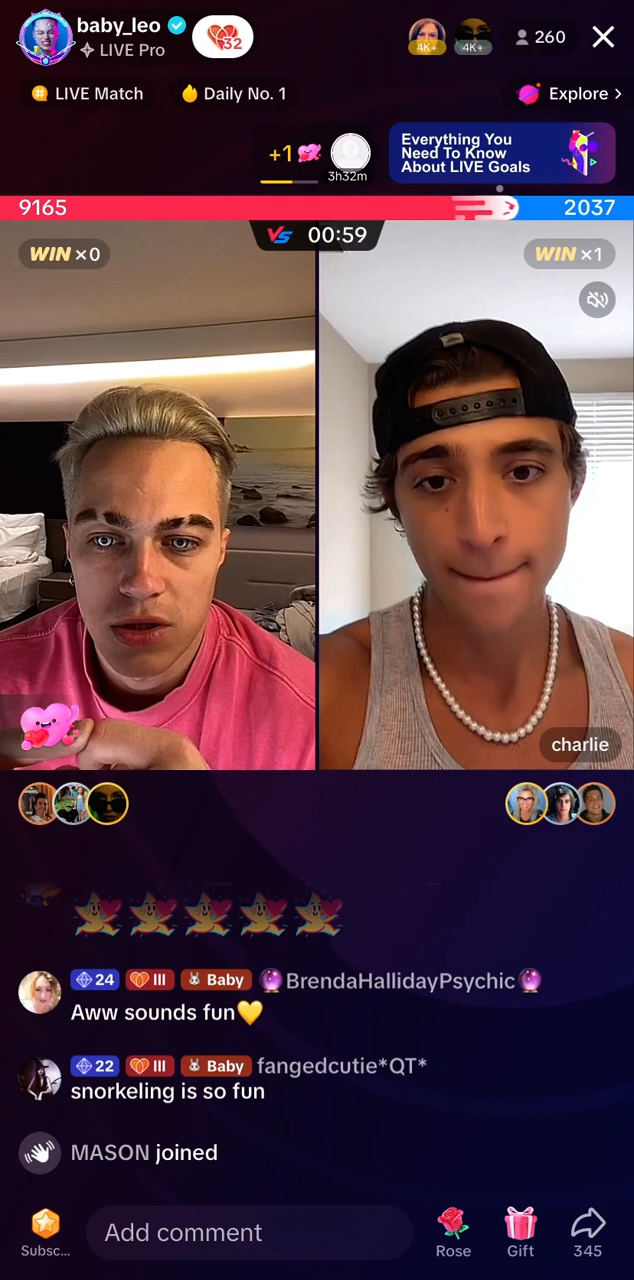 baby_leo
LIVE Pro
32
4K+
4K+
260
LIVE Match
Daily No. 1
Explore >
+1
3h32m
Everything You
Need To Know
About LIVE Goals
9165
2037
VS 00:59
WIN ×0
WIN ×1
charlie
24 III Baby 🔮BrendaHallidayPsychic🔮
Aww sounds fun💛
22 III Baby fangedcutie*QT*
snorkeling is so fun
MASON joined
Add comment
Subsc...
Rose
Gift
345